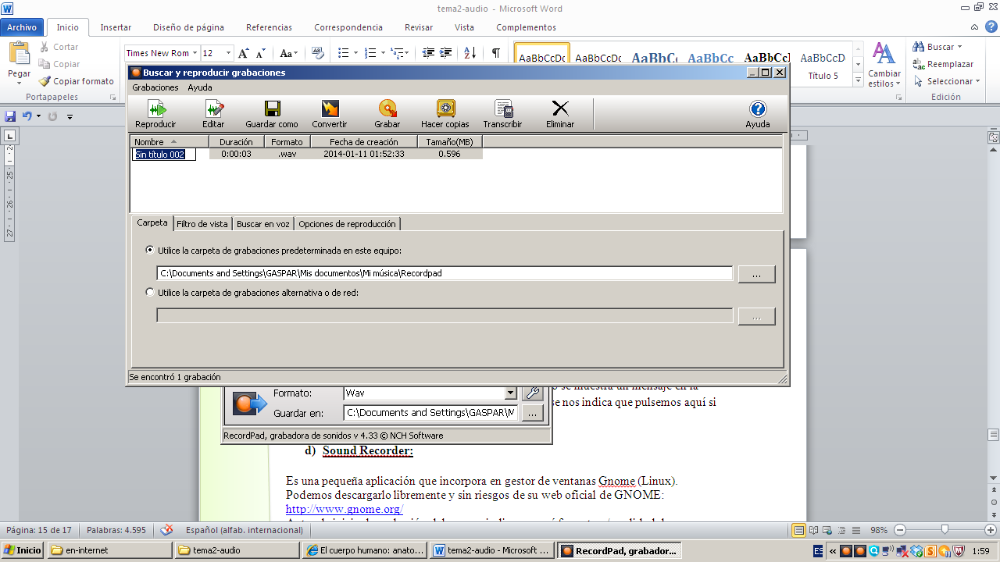 tema2-audio - Microsoft Word
Archivo Inicio Insertar Diseño de página Referencias Correspondencia Revisar Vista Complementos
Pegar
Cortar
Copiar
Copiar formato
Portapapeles
Times New Rom 12
AaBbCcDc AaBbCcDc AaBbCc AaBbCc AaBbCc AaBbCcD
Título 5
Cambiar estilos
Buscar
Reemplazar
Seleccionar
Edición
Buscar y reproducir grabaciones
Grabaciones Ayuda
Reproducir Editar Guardar como Convertir Grabar Hacer copias Transcribir Eliminar Ayuda
Nombre Duración Formato Fecha de creación Tamaño(MB)
Sin título 002 0:00:03 .wav 2014-01-11 01:52:33 0.596
Carpeta Filtro de vista Buscar en voz Opciones de reproducción
Utilice la carpeta de grabaciones predeterminada en este equipo:
C:\Documents and Settings\GASPAR\Mis documentos\Mi música\Recordpad ...
Utilice la carpeta de grabaciones alternativa o de red:
...
Se encontró 1 grabación
2 25 26 27
se muestra un mensaje en la
se nos indica que pulsemos aquí si
Formato: Wav
Guardar en: C:\Documents and Settings\GASPAR\M ...
RecordPad, grabadora de sonidos v 4.33 © NCH Software
d) Sound Recorder:
Es una pequeña aplicación que incorpora en gestor de ventanas Gnome (Linux).
Podemos descargarlo libremente y sin riesgos de su web oficial de GNOME:
http://www.gnome.org/
Página: 15 de 17 Palabras: 4.595 Español (alfab. internacional) 98%
Inicio en-internet tema2-audio El cuerpo humano: anato... tema2-audio - Microsoft ... RecordPad, grabador... ES 1:59